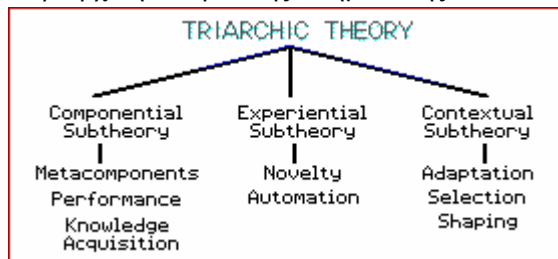 TRIARCHIC THEORY
Componential Subtheory
Experiential Subtheory
Contextual Subtheory
Metacomponents
Performance
Knowledge Acquisition
Novelty
Automation
Adaptation
Selection
Shaping